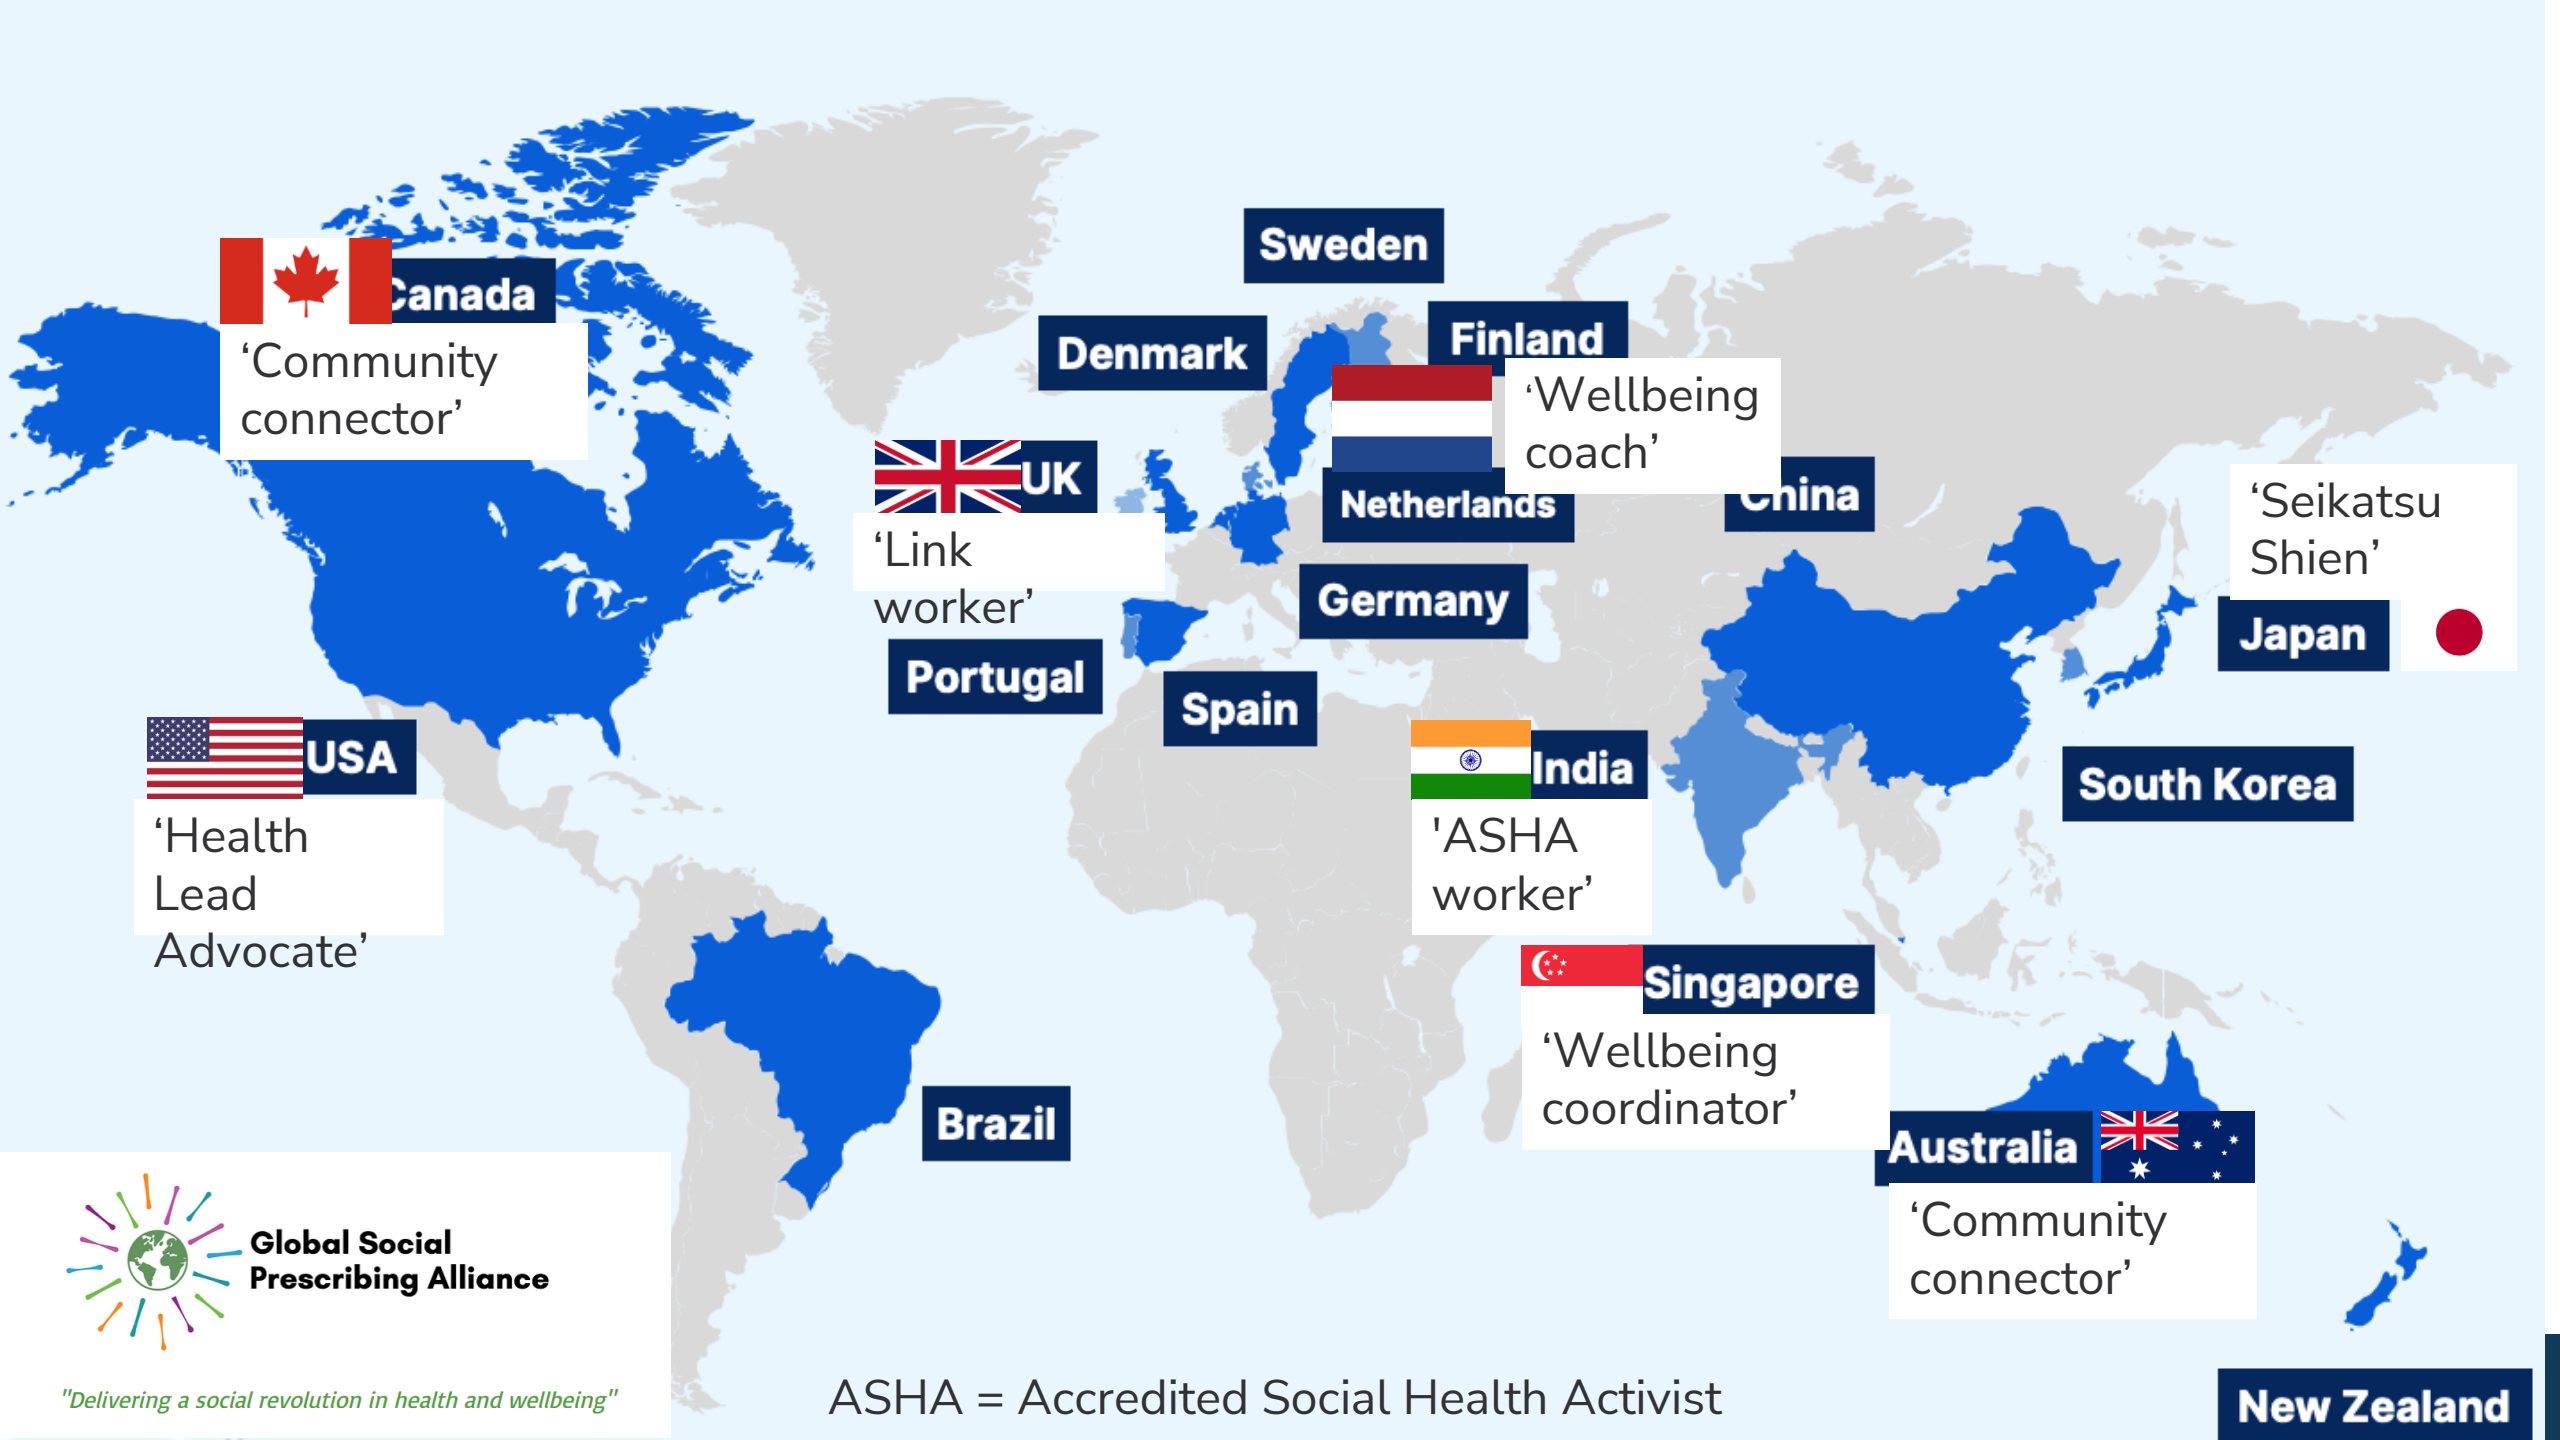 Sweden
Canada
Finland
Denmark
‘Community
connector’
‘Wellbeing
coach’
UK
Netherlands
China
‘Seikatsu
Shien’
‘Link
worker’
Germany
Japan
Portugal
Spain
USA
India
South Korea
‘Health
Lead
Advocate’
'ASHA
worker’
Singapore
‘Wellbeing
coordinator’
Brazil
Australia
‘Community
connector’
Global Social
Prescribing Alliance
"Delivering a social revolution in health and wellbeing"
ASHA = Accredited Social Health Activist
New Zealand